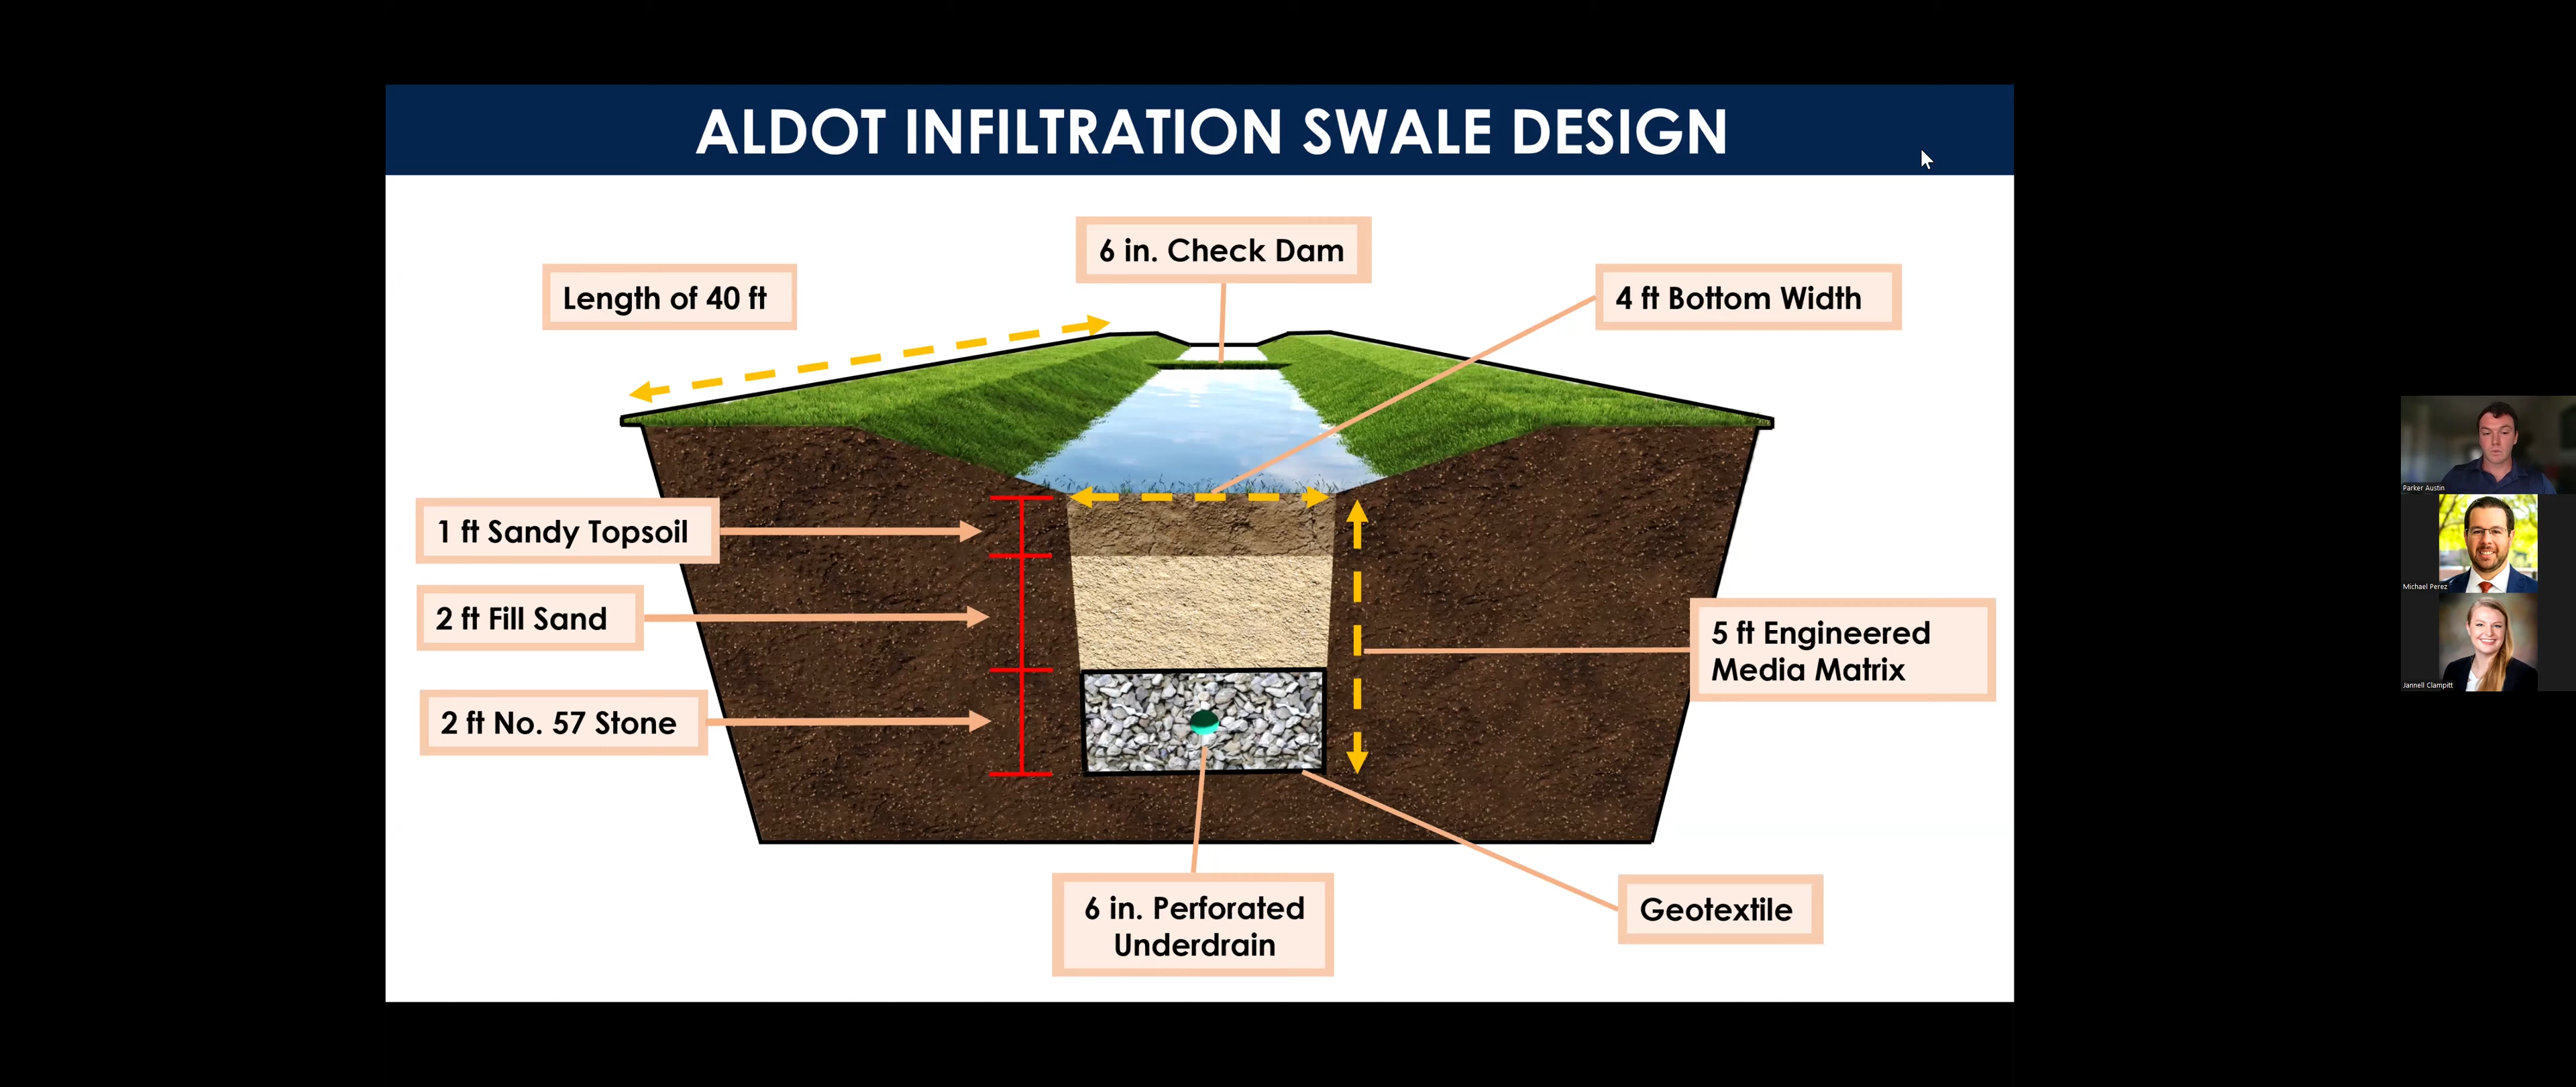 ALDOT INFILTRATION SWALE DESIGN
6 in. Check Dam
Length of 40 ft
4 ft Bottom Width
1 ft Sandy Topsoil
2 ft Fill Sand
2 ft No. 57 Stone
5 ft Engineered
Media Matrix
6 in. Perforated
Underdrain
Geotextile
Parker Austin
Michael Perez
Jannell Clampitt